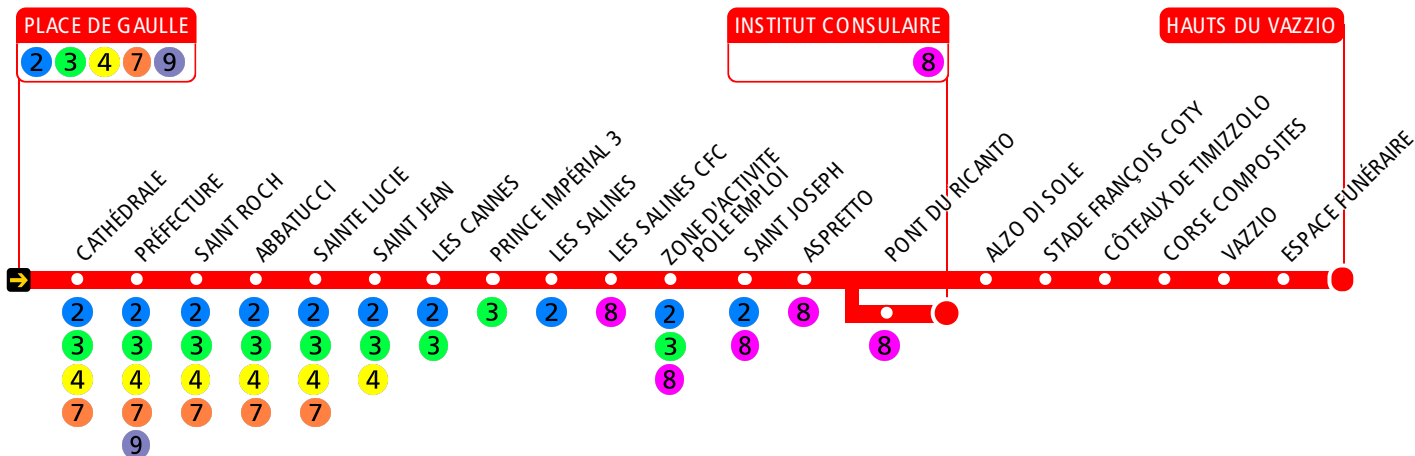 PLACE DE GAULLE
2 3 4 7 9
INSTITUT CONSULAIRE
8
HAUTS DU VAZZIO
CATHÉDRALE
PRÉFECTURE
SAINT ROCH
ABBATUCCI
SAINTE LUCIE
SAINT JEAN
LES CANNES
PRINCE IMPÉRIAL 3
LES SALINES
LES SALINES CFC
ZONE D'ACTIVITE
POLE EMPLOI
SAINT JOSEPH
ASPRETTO
PONT DU RICANTO
ALZO DI SOLE
STADE FRANÇOIS COTY
CÔTEAUX DE TIMIZZOLO
CORSE COMPOSITES
VAZZIO
ESPACE FUNÉRAIRE
2 2 2 2 2 2 2 3 2 8 2 2 8
3 3 3 3 3 3 3 3 8 8
4 4 4 4 4 4 8
7 7 7 7 7
9